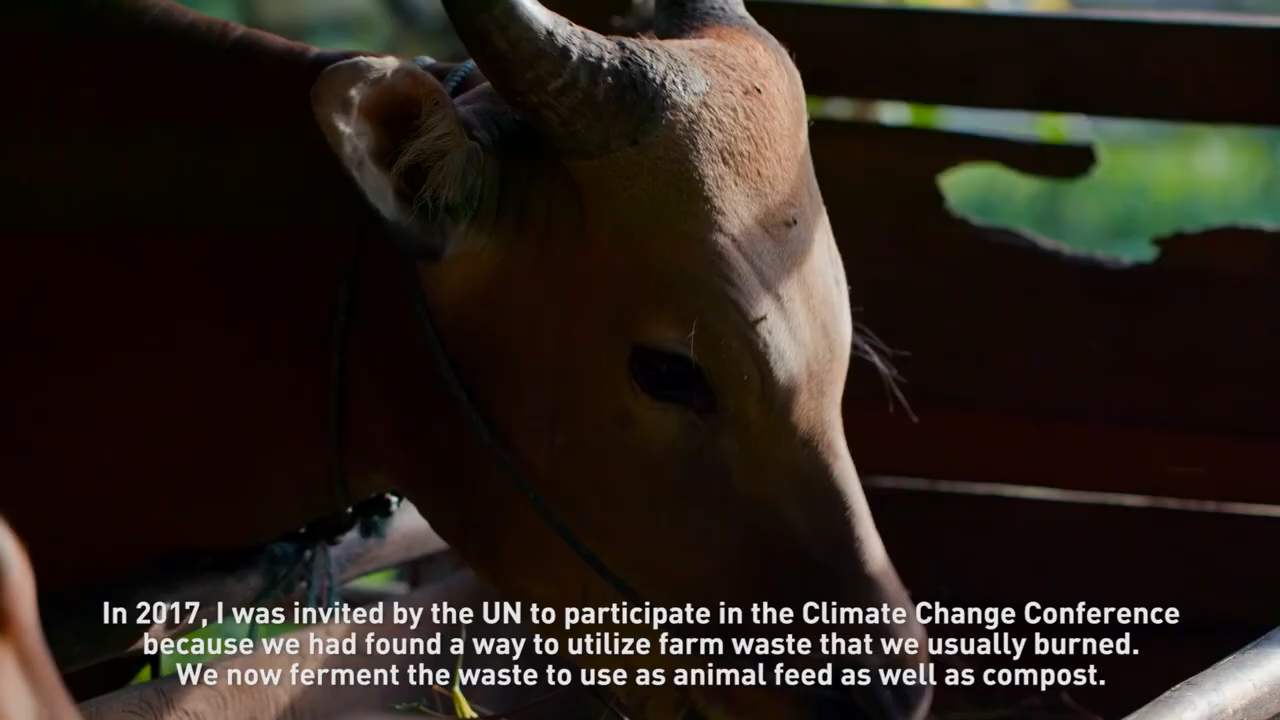 In 2017, I was invited by the UN to participate in the Climate Change Conference
because we had found a way to utilize farm waste that we usually burned.
We now ferment the waste to use as animal feed as well as compost.